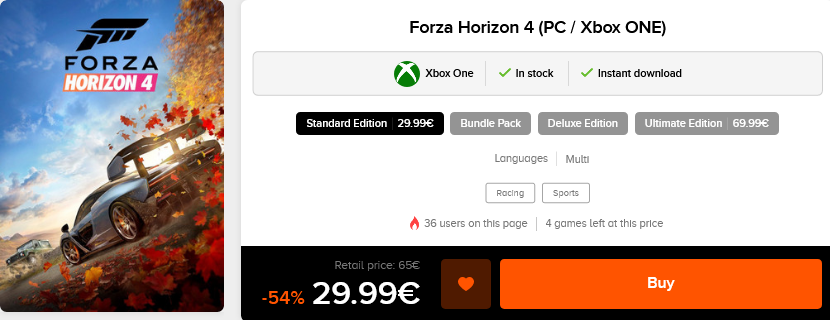 FORZA
HORIZON 4
Forza Horizon 4 (PC / Xbox ONE)
Xbox One In stock Instant download
Standard Edition 29.99€ Bundle Pack Deluxe Edition Ultimate Edition 69.99€
Languages Multi
Racing Sports
36 users on this page 4 games left at this price
Retail price: 65€
-54% 29.99€ Buy